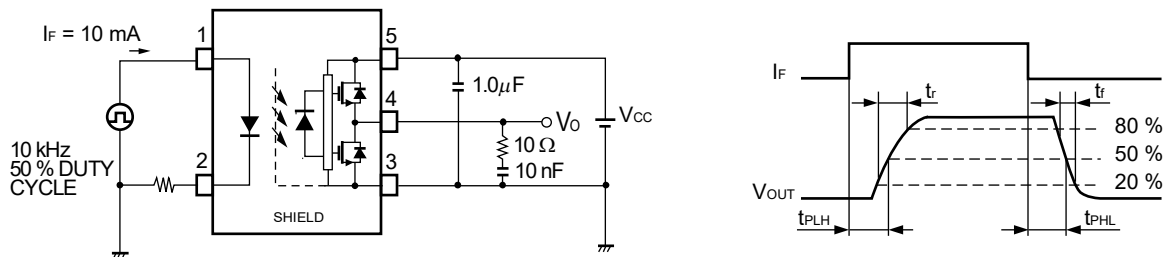 IF = 10 mA
1
5
1.0μF
4
VO
VCC
10 Ω
10 nF
10 kHz
50 % DUTY
CYCLE
2
3
SHIELD
IF
tr
tf
80 %
50 %
20 %
VOUT
tPLH
tPHL